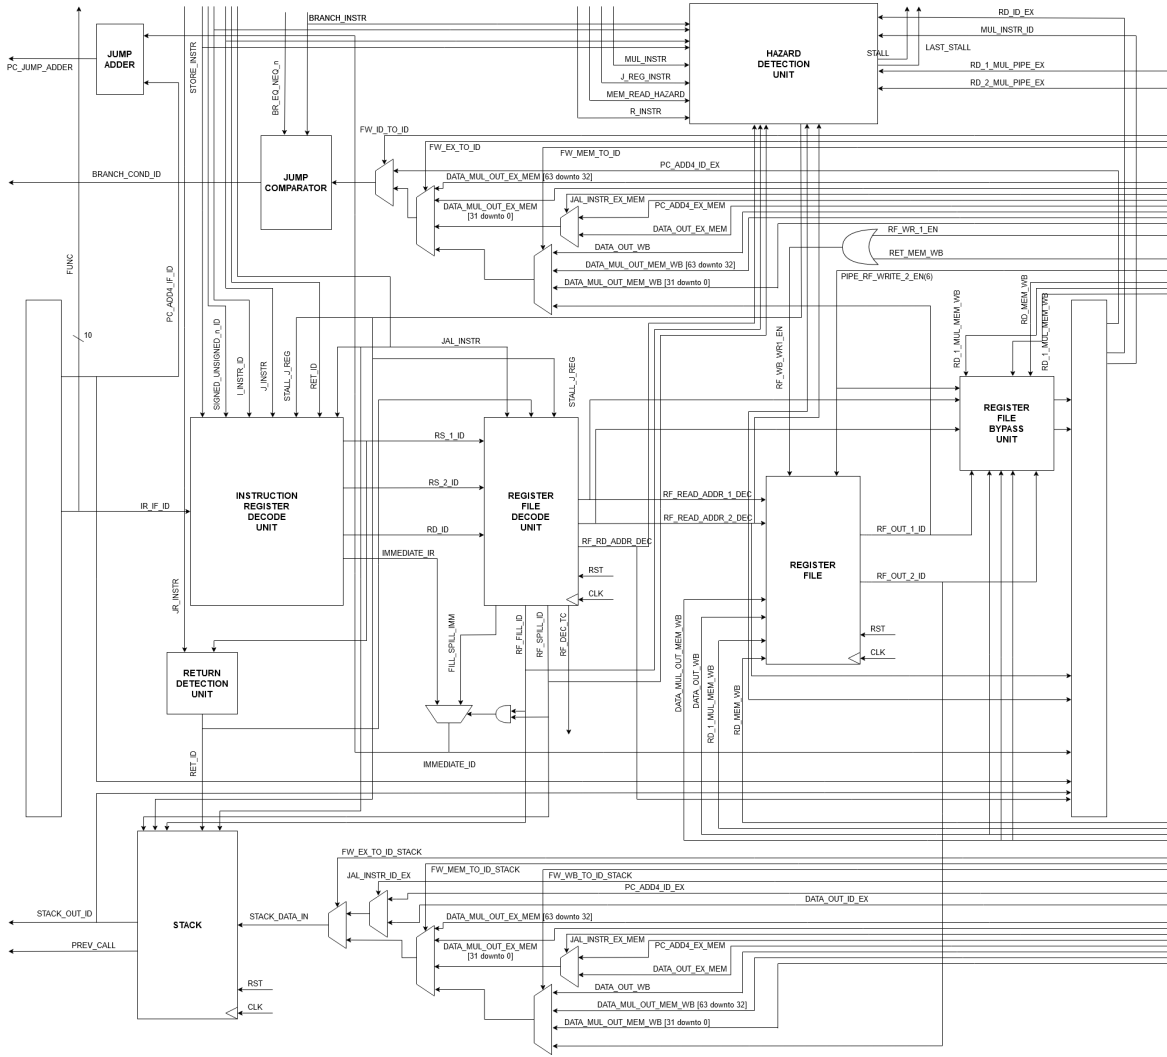 BRANCH_INSTR
RD_ID_EX
MUL_INSTR_ID
STALL
LAST_STALL
HAZARD
DETECTION
UNIT
JUMP
ADDER
PC_JUMP_ADDER
STORE_INSTR
BR_EQ_NEQ_n
MUL_INSTR
J_REG_INSTR
MEM_READ_HAZARD
R_INSTR
RD_1_MUL_PIPE_EX
RD_2_MUL_PIPE_EX
FW_ID_TO_ID
FW_EX_TO_ID
FW_MEM_TO_ID
PC_ADD4_ID_EX
BRANCH_COND_ID
JUMP
COMPARATOR
DATA_MUL_OUT_EX_MEM [63 downto 32]
JAL_INSTR_EX_MEM
DATA_MUL_OUT_EX_MEM
[31 downto 0]
PC_ADD4_EX_MEM
DATA_OUT_EX_MEM
RF_WR_1_EN
RET_MEM_WB
DATA_OUT_WB
DATA_MUL_OUT_MEM_WB [63 downto 32]
DATA_MUL_OUT_MEM_WB [31 downto 0]
PIPE_RF_WRITE_2_EN(6)
FUNC
PC_ADD4_IF_ID
10
SIGNED_UNSIGNED_n_ID
I_INSTR_ID
J_INSTR
STALL_J_REG
RET_ID
JAL_INSTR
STALL_J_REG
RF_WB_WR1_EN
RD_1_MUL_MEM_WB
RD_MEM_WB
RD_1_MUL_MEM_WB
REGISTER
FILE
BYPASS
UNIT
IR_IF_ID
INSTRUCTION
REGISTER
DECODE
UNIT
RS_1_ID
RS_2_ID
RD_ID
IMMEDIATE_IR
REGISTER
FILE
DECODE
UNIT
RF_READ_ADDR_1_DEC
RF_READ_ADDR_2_DEC
RF_RD_ADDR_DEC
RST
CLK
REGISTER
FILE
RF_OUT_1_ID
RF_OUT_2_ID
RST
CLK
JR_INSTR
RETURN
DETECTION
UNIT
FILL_SPILL_IMM
RF_FILL_ID
RF_SPILL_ID
RF_DEC_TC
DATA_MUL_OUT_MEM_WB
DATA_OUT_WB
RD_1_MUL_MEM_WB
RD_MEM_WB
RET_ID
IMMEDIATE_ID
FW_EX_TO_ID_STACK
FW_MEM_TO_ID_STACK
JAL_INSTR_ID_EX
FW_WB_TO_ID_STACK
PC_ADD4_ID_EX
DATA_OUT_ID_EX
STACK_OUT_ID
STACK
STACK_DATA_IN
DATA_MUL_OUT_EX_MEM [63 downto 32]
PREV_CALL
DATA_MUL_OUT_EX_MEM
[31 downto 0]
JAL_INSTR_EX_MEM
PC_ADD4_EX_MEM
DATA_OUT_EX_MEM
RST
CLK
DATA_OUT_WB
DATA_MUL_OUT_MEM_WB [63 downto 32]
DATA_MUL_OUT_MEM_WB [31 downto 0]